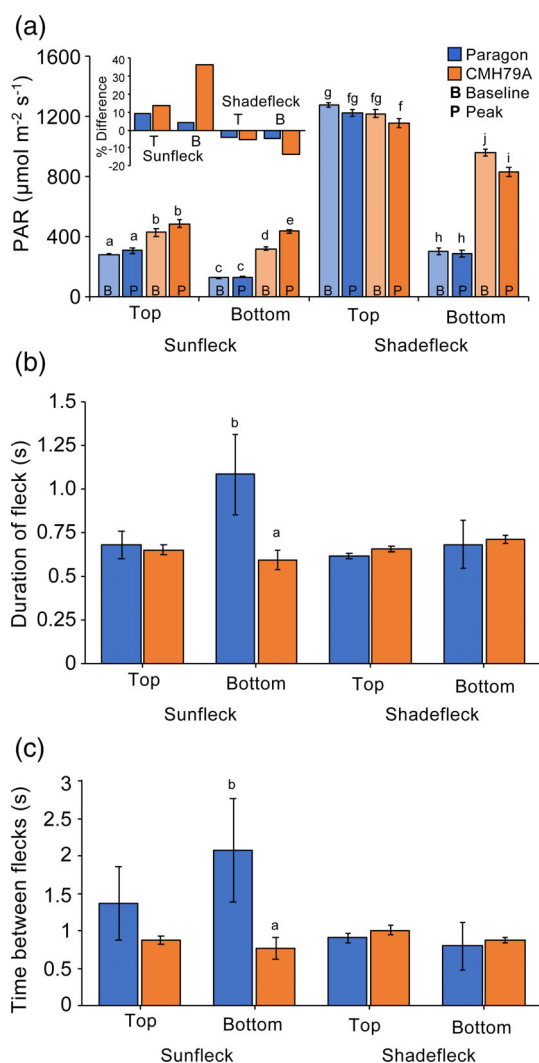 (a)
PAR (μmol m⁻² s⁻¹)
1600
1200
800
400
0
% Difference
40
30
20
10
0
-10
-20
T B
Sunfleck
Shadefleck
T B
Paragon
CMH79A
B Baseline
P Peak
a a b b c c d e g fg fg f h h j i
B P B P B P B P B P B P B P B P
Top Bottom Top Bottom
Sunfleck Shadefleck
(b)
Duration of fleck (s)
1.5
1.25
1.0
0.75
0.5
0.25
0
b
a
Top Bottom Top Bottom
Sunfleck Shadefleck
(c)
Time between flecks (s)
3
2.5
2
1.5
1
0.5
0
b
a
Top Bottom Top Bottom
Sunfleck Shadefleck